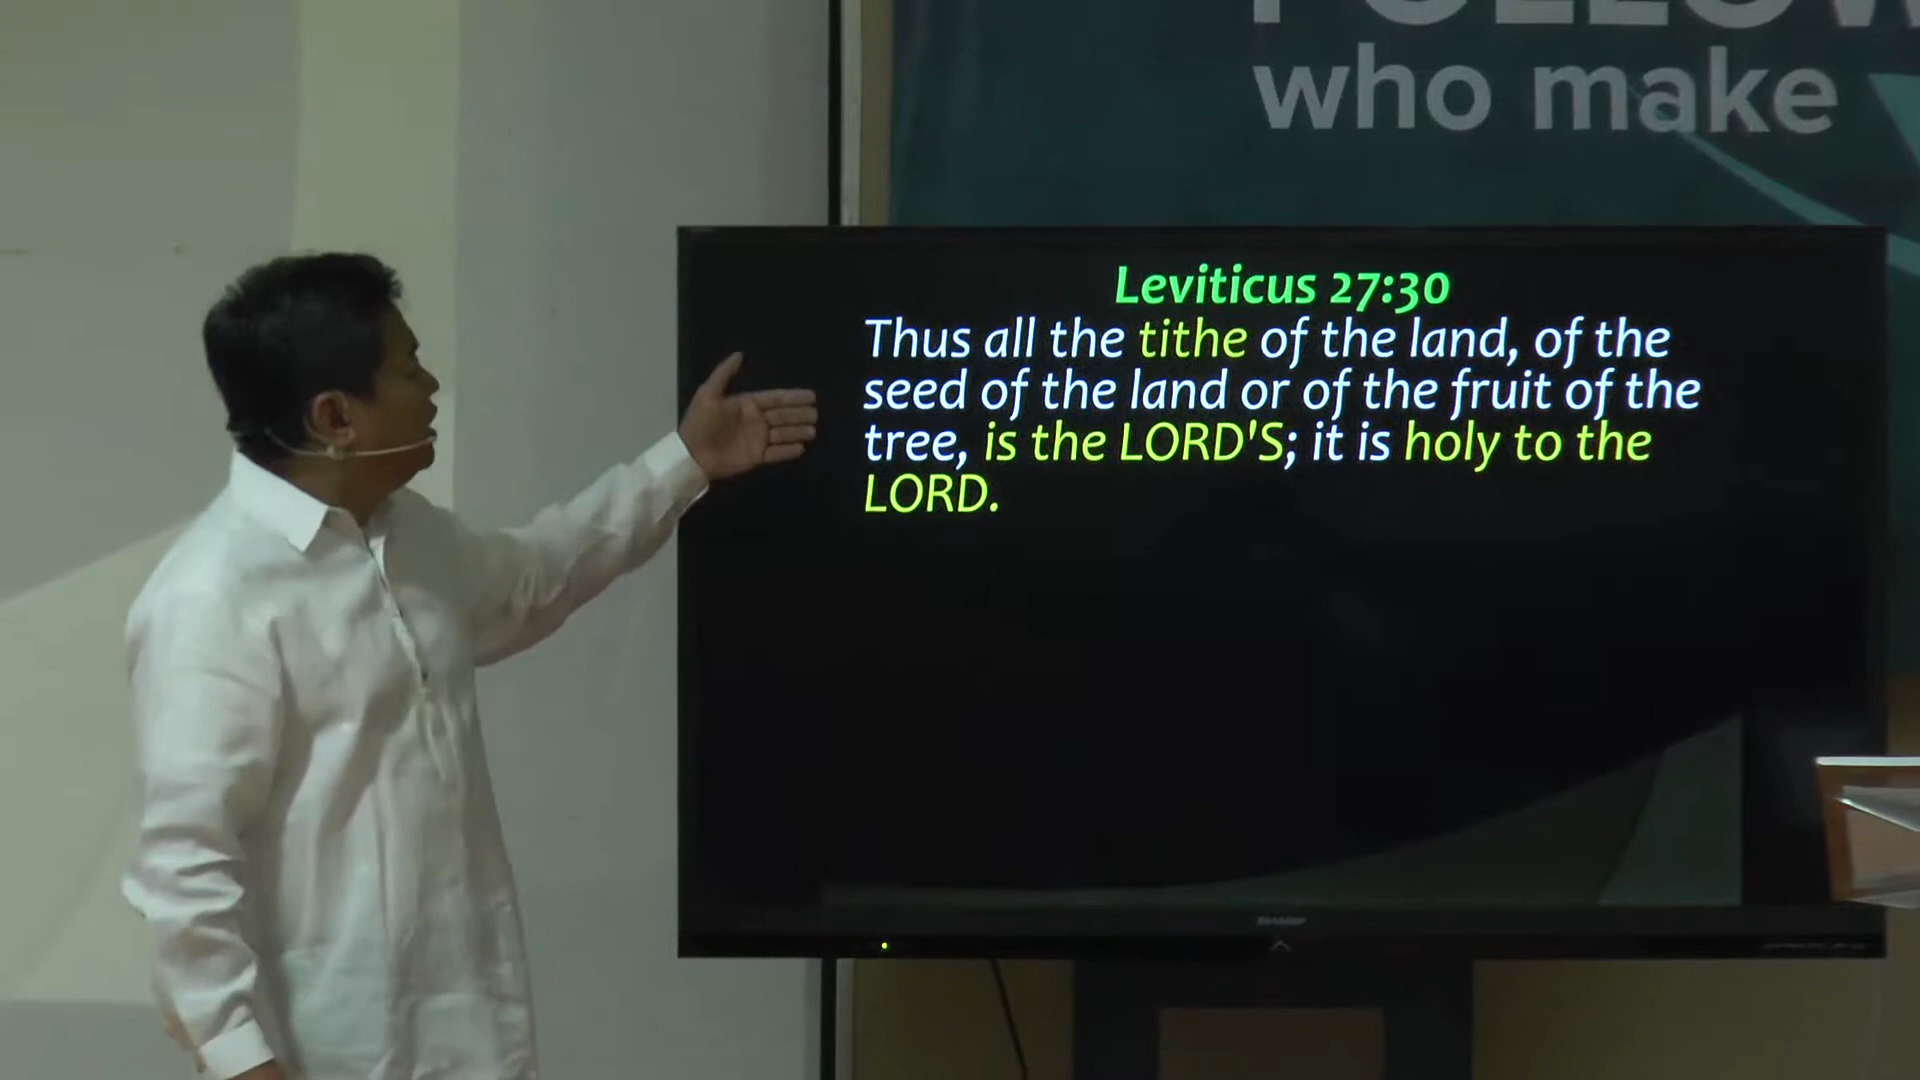 who make
Leviticus 27:30
Thus all the tithe of the land, of the
seed of the land or of the fruit of the
tree, is the LORD'S; it is holy to the
LORD.
SHARP